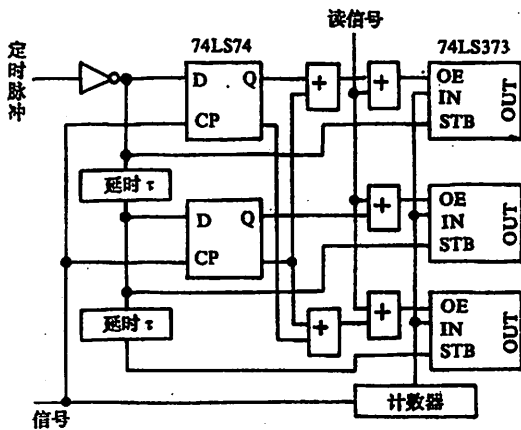 读信号
定时脉冲
74LS74
74LS373
D Q
CP
+
+
OE
IN
STB
OUT
延时 τ
D Q
CP
+
OE
IN
STB
OUT
延时 τ
+
+
OE
IN
STB
OUT
信号
计数器